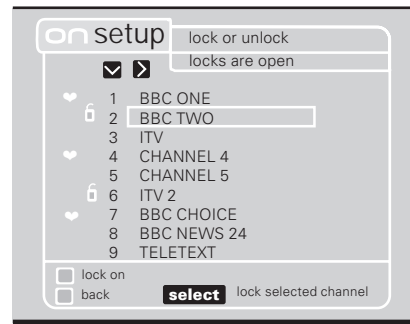 on setup
lock or unlock
locks are open
1 BBC ONE
2 BBC TWO
3 ITV
4 CHANNEL 4
5 CHANNEL 5
6 ITV 2
7 BBC CHOICE
8 BBC NEWS 24
9 TELETEXT
lock on
back
select lock selected channel